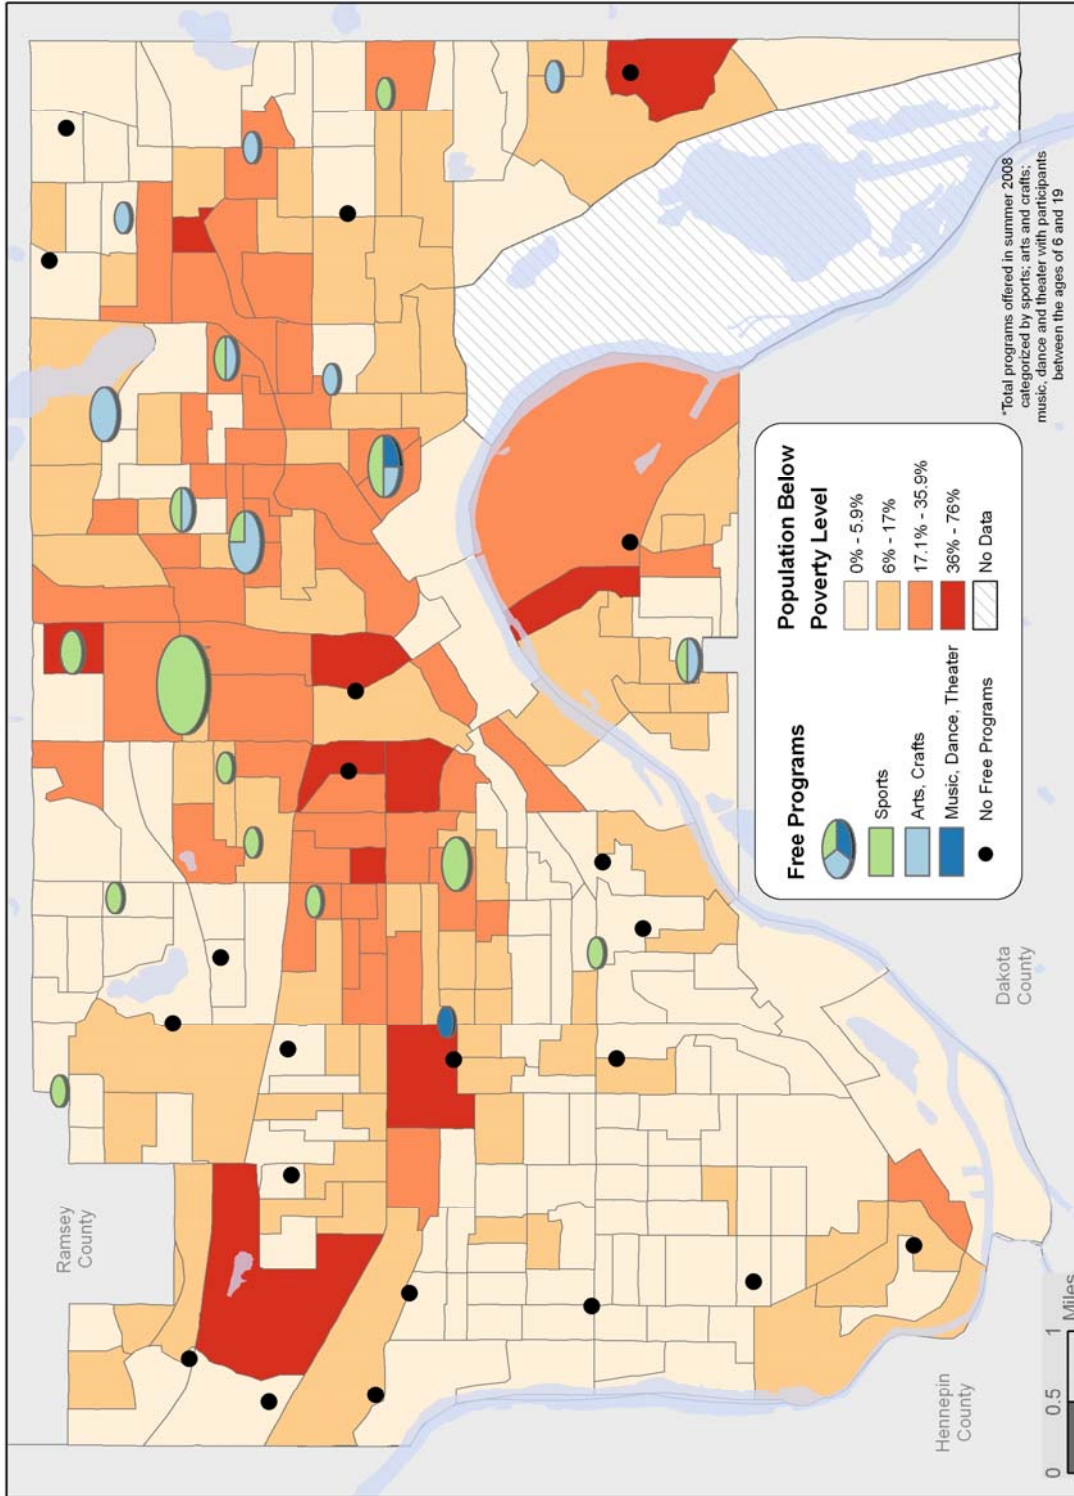 Ramsey
County
Hennepin
County
Dakota
County
0 0.5 1
Miles
Free Programs
Sports
Arts, Crafts
Music, Dance, Theater
No Free Programs
Population Below
Poverty Level
0% - 5.9%
6% - 17%
17.1% - 35.9%
36% - 76%
No Data
*Total programs offered in summer 2008
categorized by sports; arts and crafts;
music, dance and theater with participants
between the ages of 6 and 19